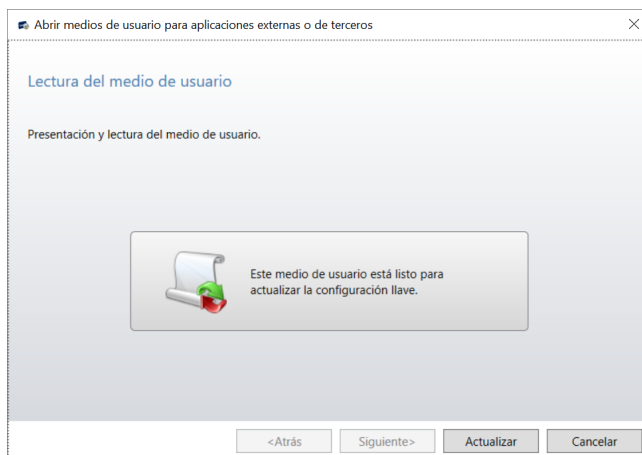 Abrir medios de usuario para aplicaciones externas o de terceros
Lectura del medio de usuario
Presentación y lectura del medio de usuario.
Este medio de usuario está listo para
actualizar la configuración llave.
<Atrás
Siguiente>
Actualizar
Cancelar